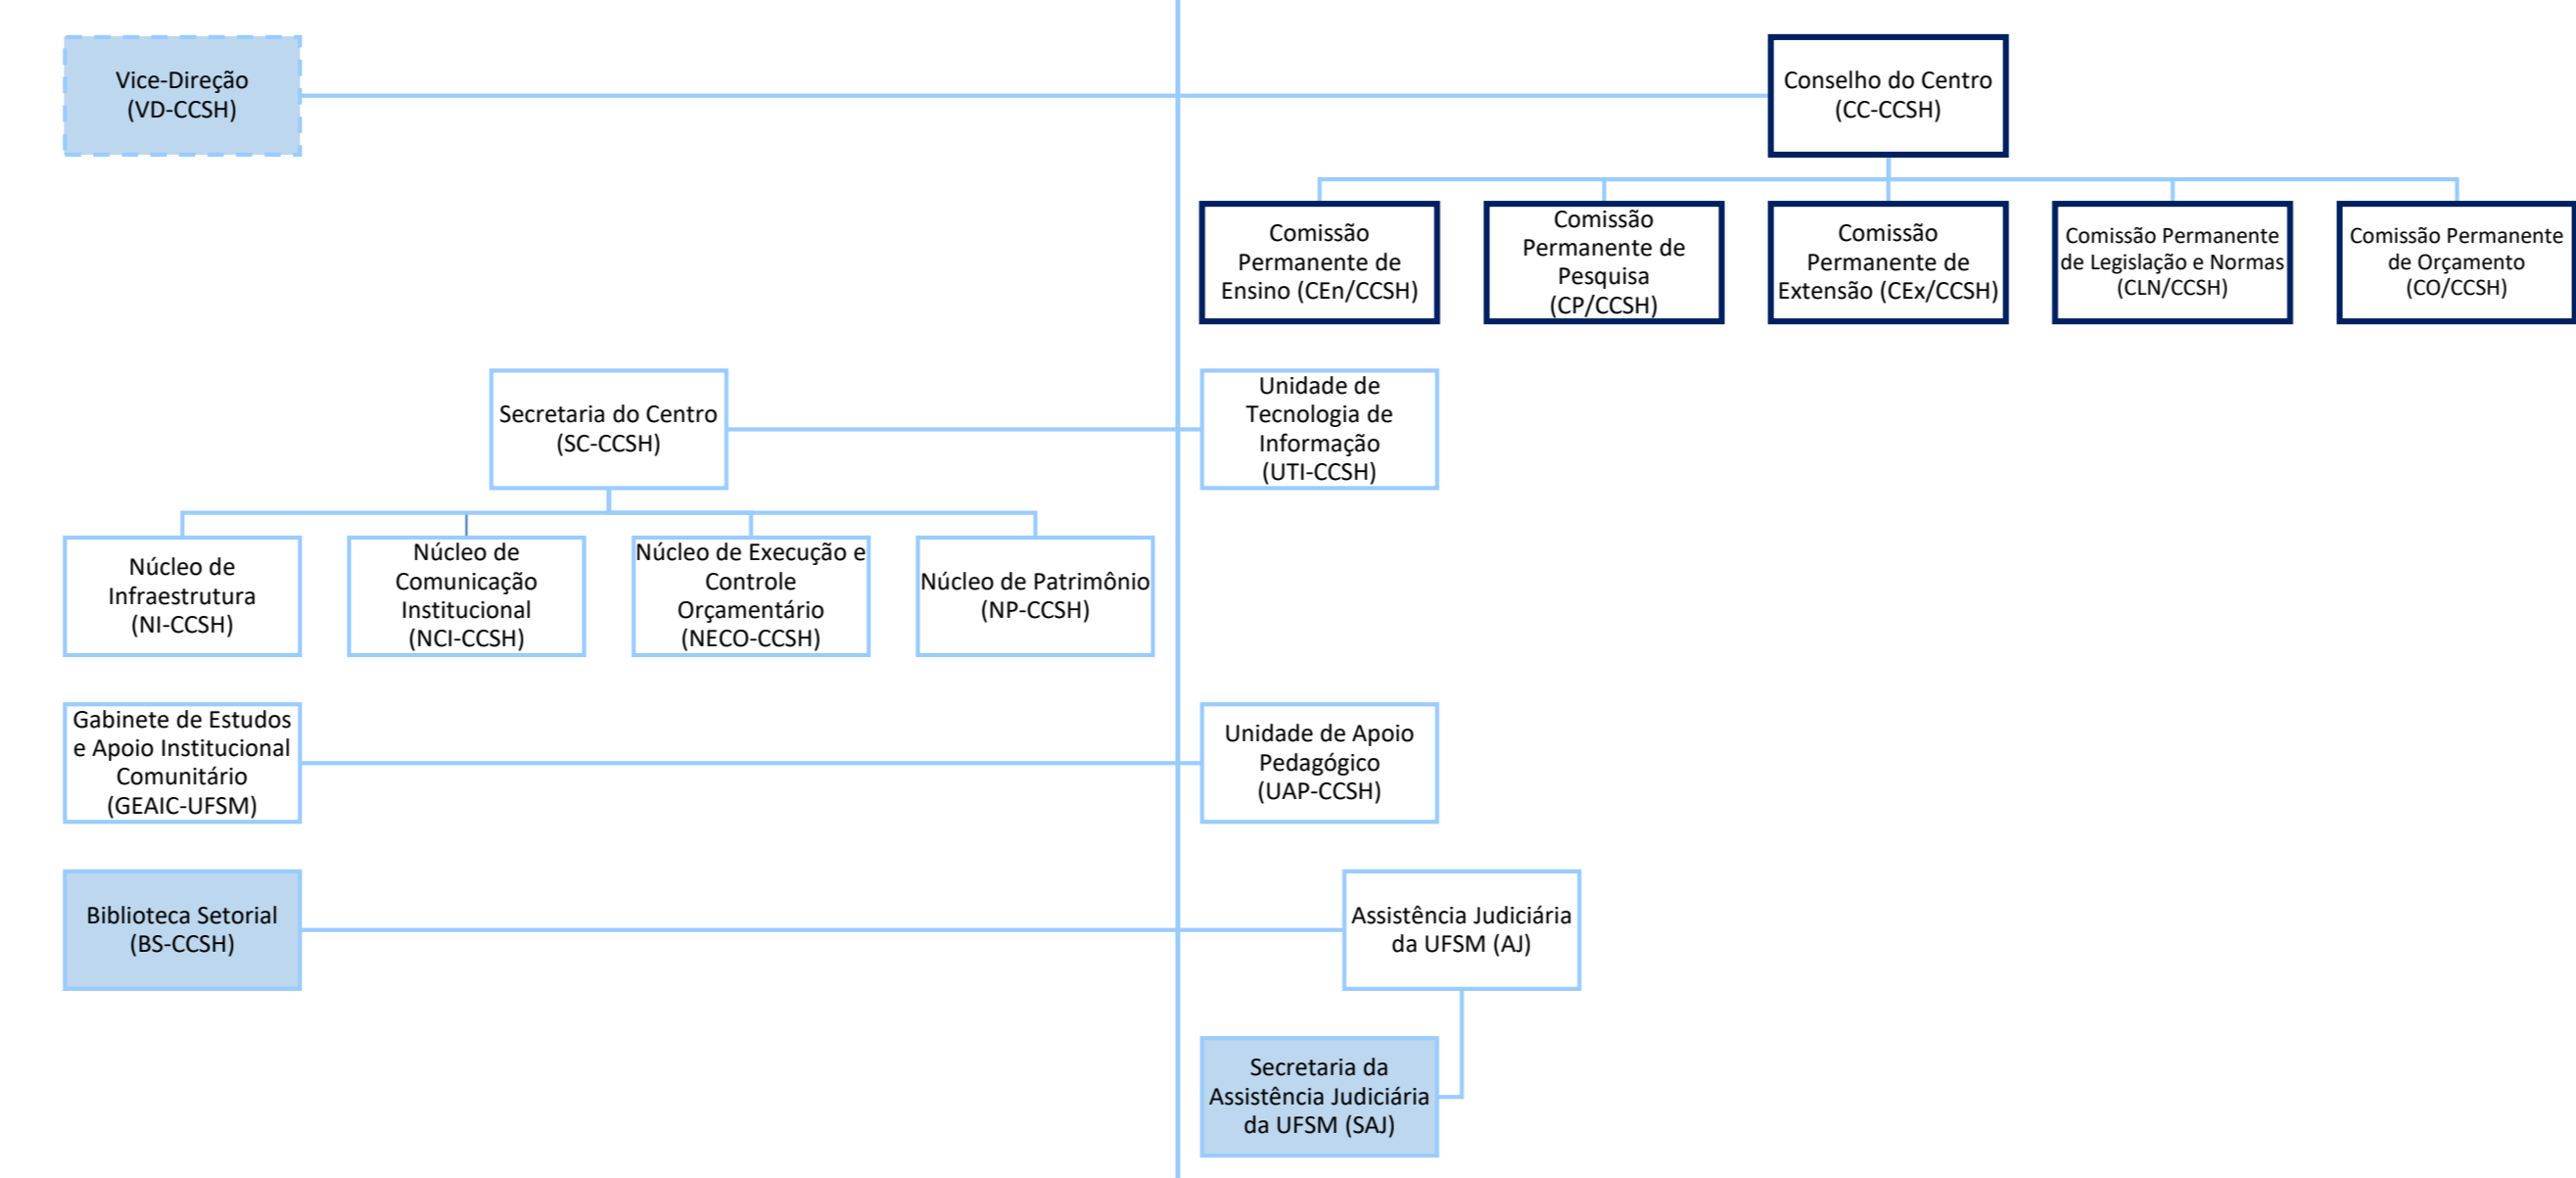 Vice-Direção
(VD-CCSH)
Conselho do Centro
(CC-CCSH)
Comissão
Permanente de
Ensino (CEn/CCSH)
Comissão
Permanente de
Pesquisa
(CP/CCSH)
Comissão
Permanente de
Extensão (CEx/CCSH)
Comissão Permanente
de Legislação e Normas
(CLN/CCSH)
Comissão Permanente
de Orçamento
(CO/CCSH)
Secretaria do Centro
(SC-CCSH)
Unidade de
Tecnologia de
Informação
(UTI-CCSH)
Núcleo de
Infraestrutura
(NI-CCSH)
Núcleo de
Comunicação
Institucional
(NCI-CCSH)
Núcleo de Execução e
Controle
Orçamentário
(NECO-CCSH)
Núcleo de Patrimônio
(NP-CCSH)
Gabinete de Estudos
e Apoio Institucional
Comunitário
(GEAIC-UFSM)
Unidade de Apoio
Pedagógico
(UAP-CCSH)
Biblioteca Setorial
(BS-CCSH)
Assistência Judiciária
da UFSM (AJ)
Secretaria da
Assistência Judiciária
da UFSM (SAJ)